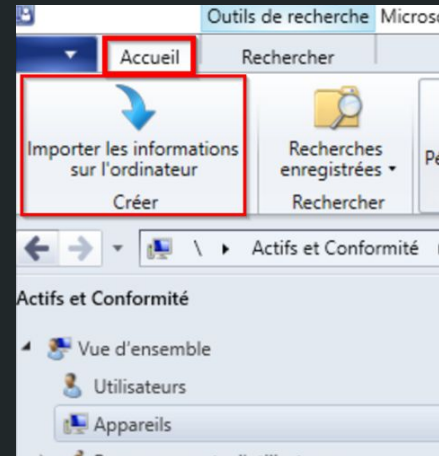 Outils de recherche Micros
Accueil Rechercher
Importer les informations
sur l'ordinateur
Créer
Recherches
enregistrées
Rechercher
Pé
\ Actifs et Conformité
Actifs et Conformité
Vue d'ensemble
Utilisateurs
Appareils